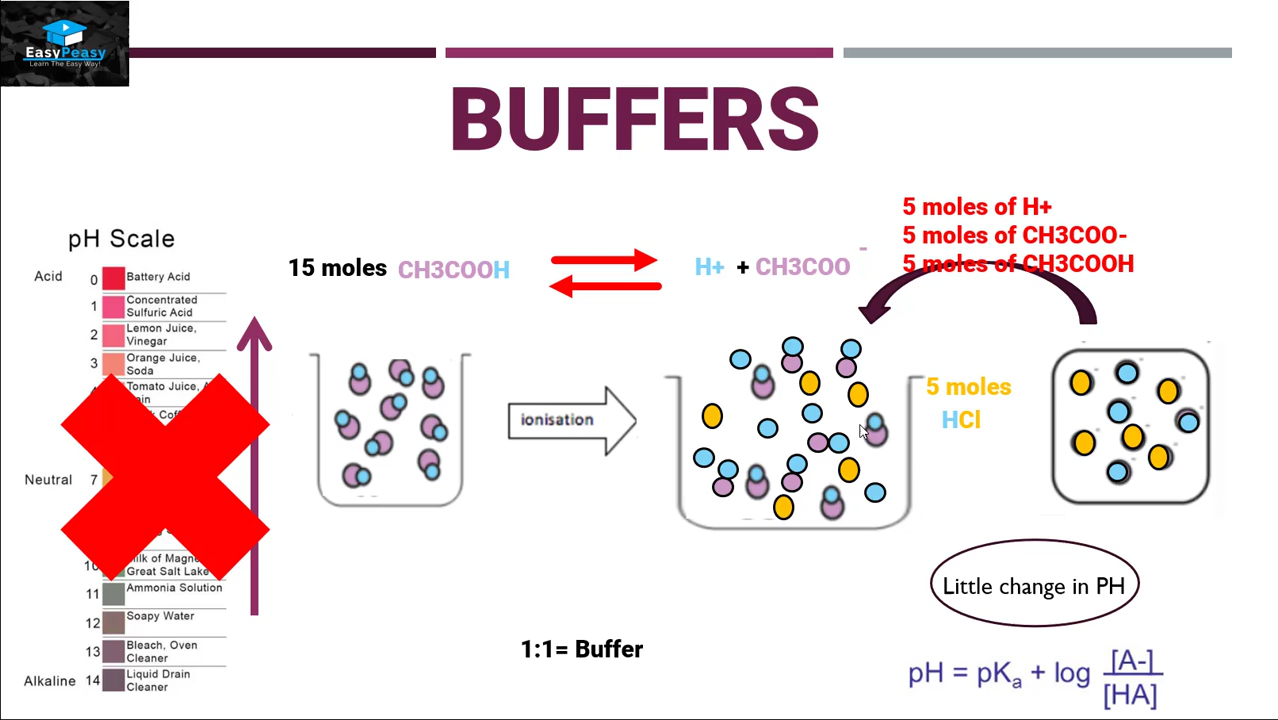 EasyPeasy
Learn The Easy Way!
BUFFERS
5 moles of H+
5 moles of CH3COO-
5 moles of CH3COOH
pH Scale
15 moles CH3COOH
H+ + CH3COO -
Acid
0 Battery Acid
1 Concentrated
Sulfuric Acid
2 Lemon Juice,
Vinegar
3 Orange Juice,
Soda
Tomato Juice,
Neutral 7
10
Great Salt Lake
11 Ammonia Solution
12 Soapy Water
13 Bleach, Oven
Cleaner
Alkaline 14 Liquid Drain
Cleaner
ionisation
5 moles
HCl
Little change in PH
1:1= Buffer
pH = pKa + log [A-]
[HA]